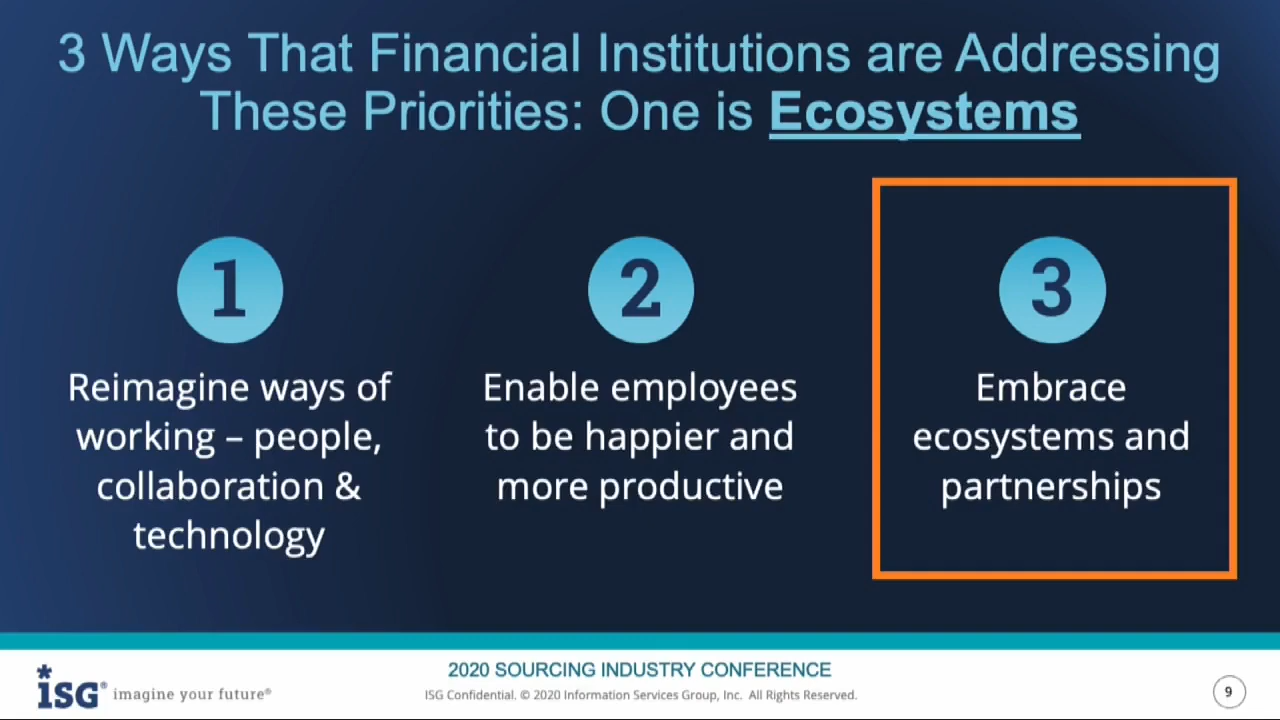 3 Ways That Financial Institutions are Addressing
These Priorities: One is Ecosystems
1
Reimagine ways of
working – people,
collaboration &
technology
2
Enable employees
to be happier and
more productive
3
Embrace
ecosystems and
partnerships
2020 SOURCING INDUSTRY CONFERENCE
*ISG® imagine your future®
ISG Confidential. © 2020 Information Services Group, Inc. All Rights Reserved.
9